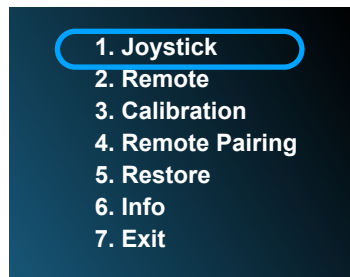 1. Joystick
2. Remote
3. Calibration
4. Remote Pairing
5. Restore
6. Info
7. Exit